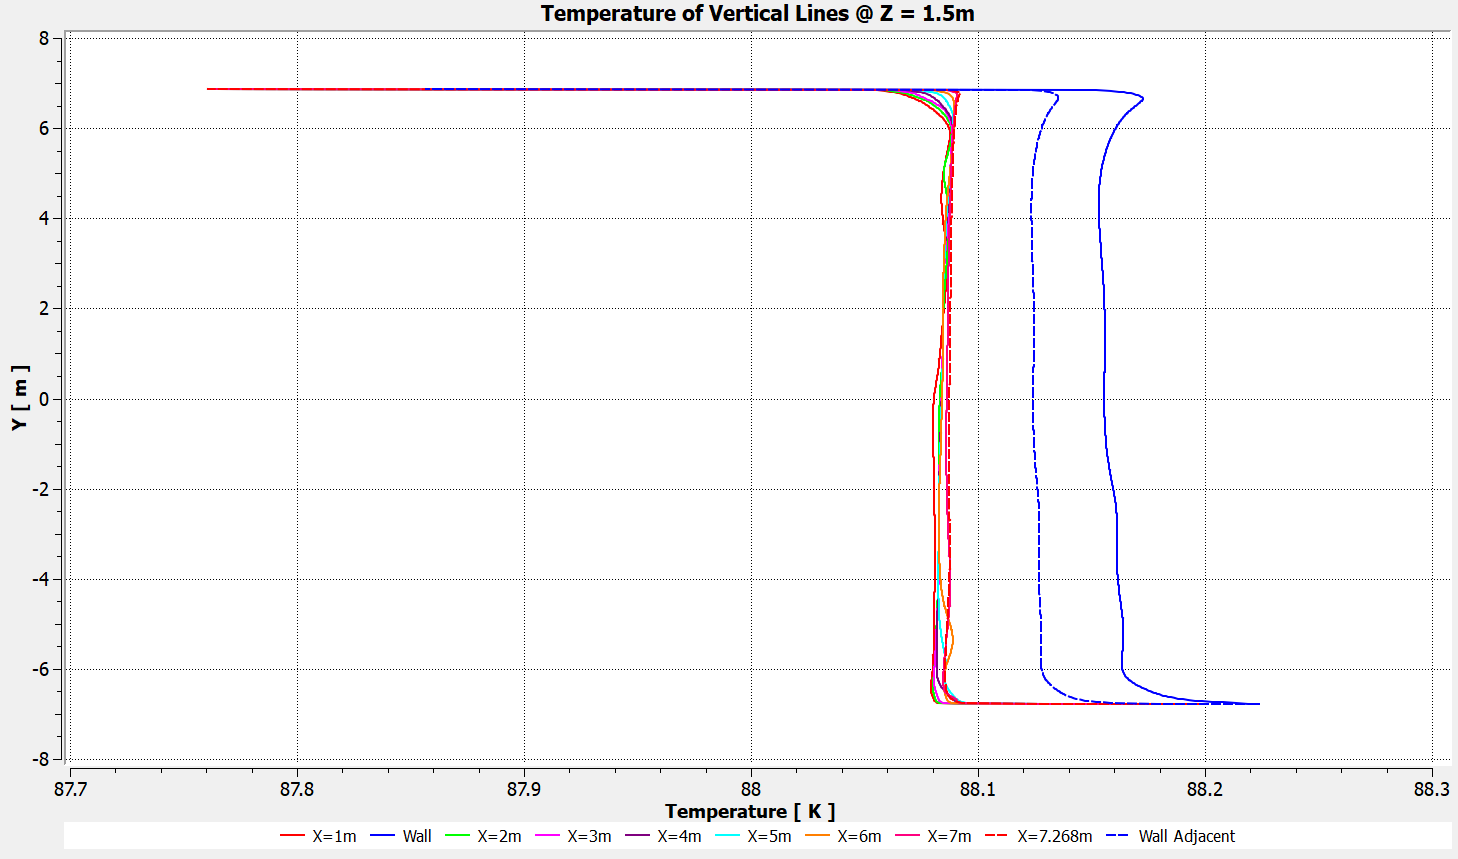 Temperature of Vertical Lines @ Z = 1.5m
8
6
4
2
0
-2
-4
-6
-8
Y [ m ]
87.7 87.8 87.9 88 88.1 88.2 88.3
Temperature [ K ]
X=1m Wall X=2m X=3m X=4m X=5m X=6m X=7m X=7.268m Wall Adjacent